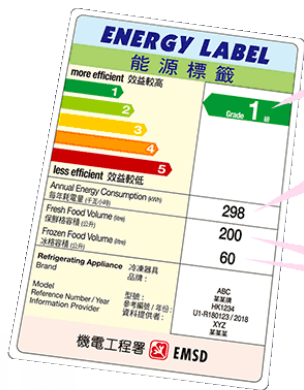 ENERGY LABEL
能源標籤
more efficient 效益較高
1
2
3
4
5
less efficient 效益較低
Grade 1 級
Annual Energy Consumption (kWh)
每年耗電量 (千瓦小時)
298
Fresh Food Volume (litre)
保鮮格容積 (公升)
200
Frozen Food Volume (litre)
冰格容積 (公升)
60
Refrigerating Appliance 冷凍器具
Brand 品牌: ABC
某某牌
Model 型號: HK1234
Reference Number / Year 參考編號 / 年份: U1-R180123 / 2018
Information Provider 資料提供者: XYZ
某某某
機電工程署 EMSD